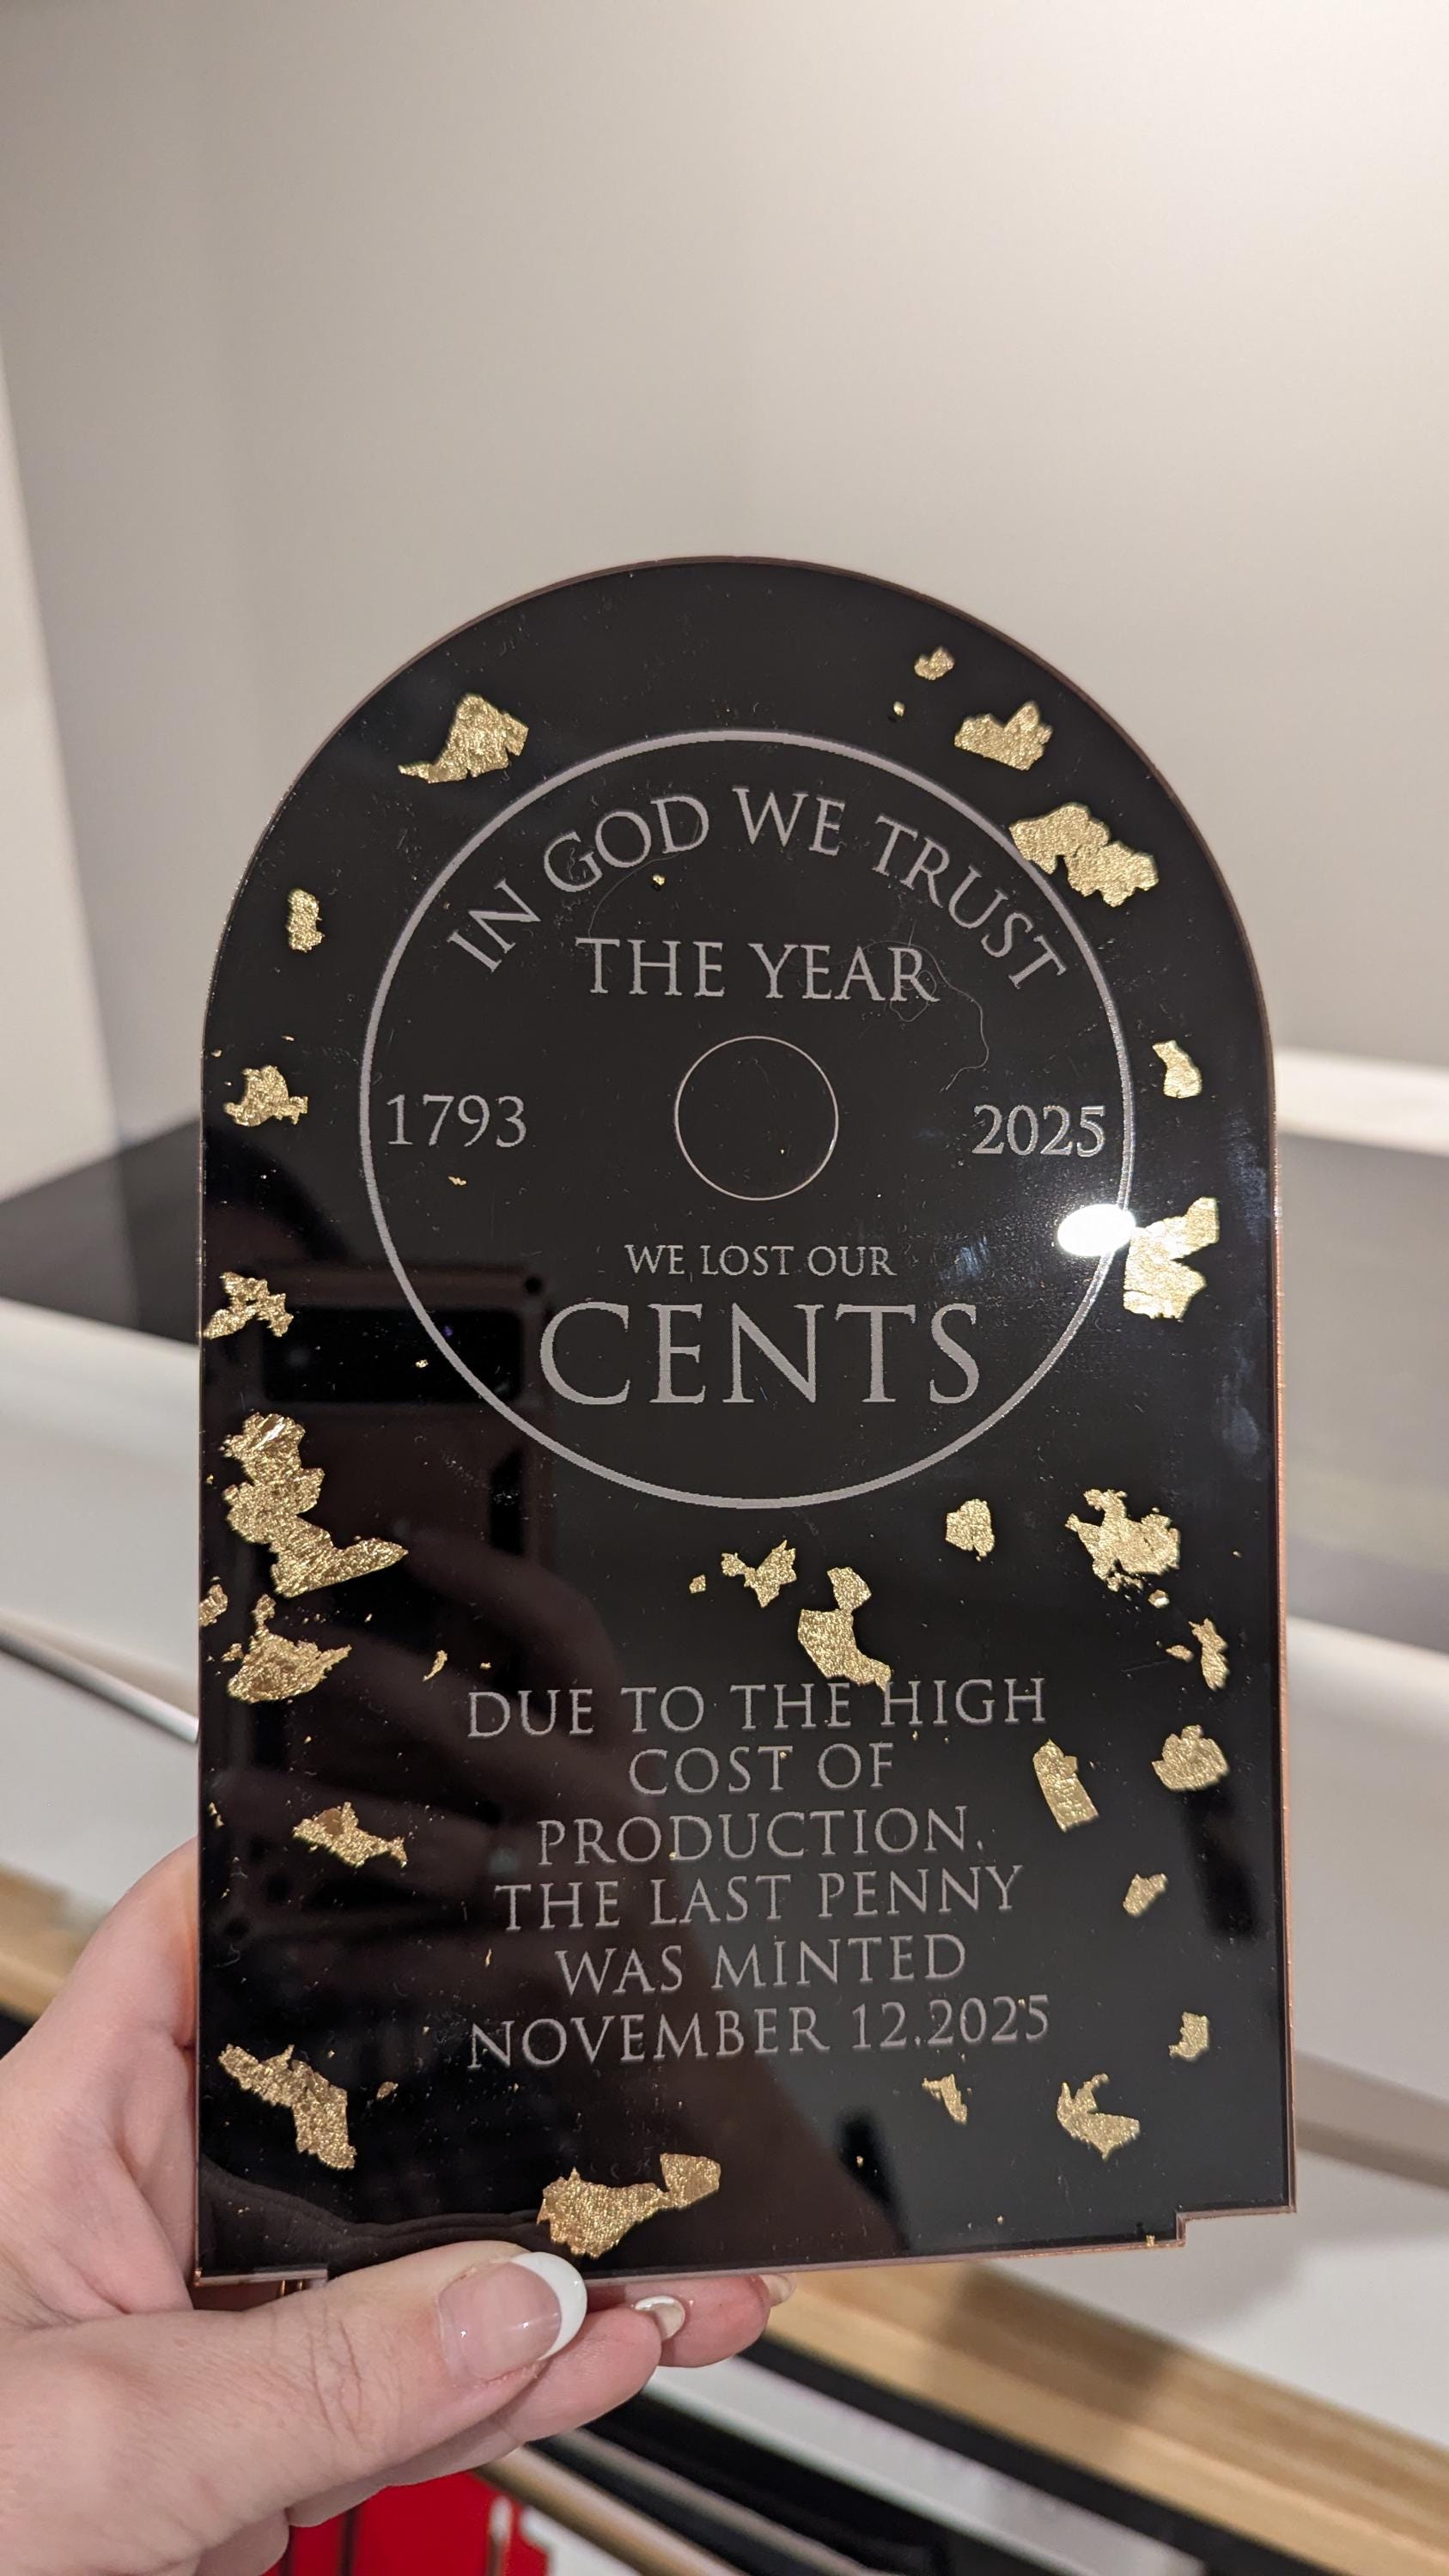 IN GOD WE TRUST
THE YEAR
1793 2025
WE LOST OUR
CENTS
DUE TO THE HIGH
COST OF
PRODUCTION,
THE LAST PENNY
WAS MINTED
NOVEMBER 12.2025